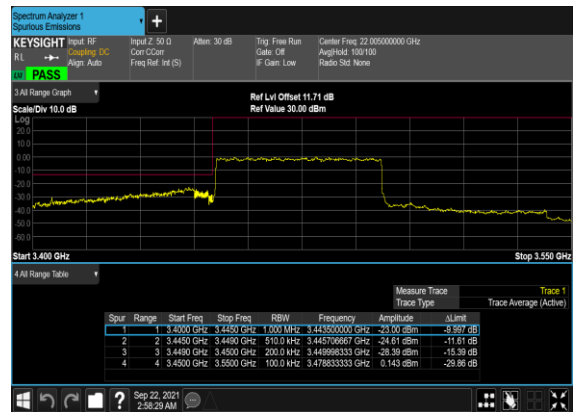 Spectrum Analyzer 1
Spurious Emissions
KEYSIGHT Input: RF Input Z: 50 Ω Atten: 30 dB Trig: Free Run Center Freq: 22.005000000 GHz
RL Coupling: DC Corr CCorr Gate: Off Avg|Hold: 100/100
Align: Auto Freq Ref: Int (S) IF Gain: Low Radio Std: None
LW PASS
3 All Range Graph
Ref Lvl Offset 11.71 dB
Scale/Div 10.0 dB Ref Value 30.00 dBm
Log
20.0
10.0
0.00
-10.0
-20.0
-30.0
-40.0
-50.0
-60.0
Start 3.400 GHz Stop 3.550 GHz
4 All Range Table
Measure Trace Trace 1
Trace Type Trace Average (Active)
Spur Range Start Freq Stop Freq RBW Frequency Amplitude ΔLimit
1 1 3.4000 GHz 3.4450 GHz 1.000 MHz 3.443500000 GHz -23.00 dBm -9.997 dB
2 2 3.4450 GHz 3.4490 GHz 510.0 kHz 3.445706667 GHz -24.61 dBm -11.61 dB
3 3 3.4490 GHz 3.4500 GHz 200.0 kHz 3.449998333 GHz -28.39 dBm -15.39 dB
4 4 3.4500 GHz 3.5500 GHz 100.0 kHz 3.478833333 GHz 0.143 dBm -29.86 dB
Sep 22, 2021
2:58:29 AM